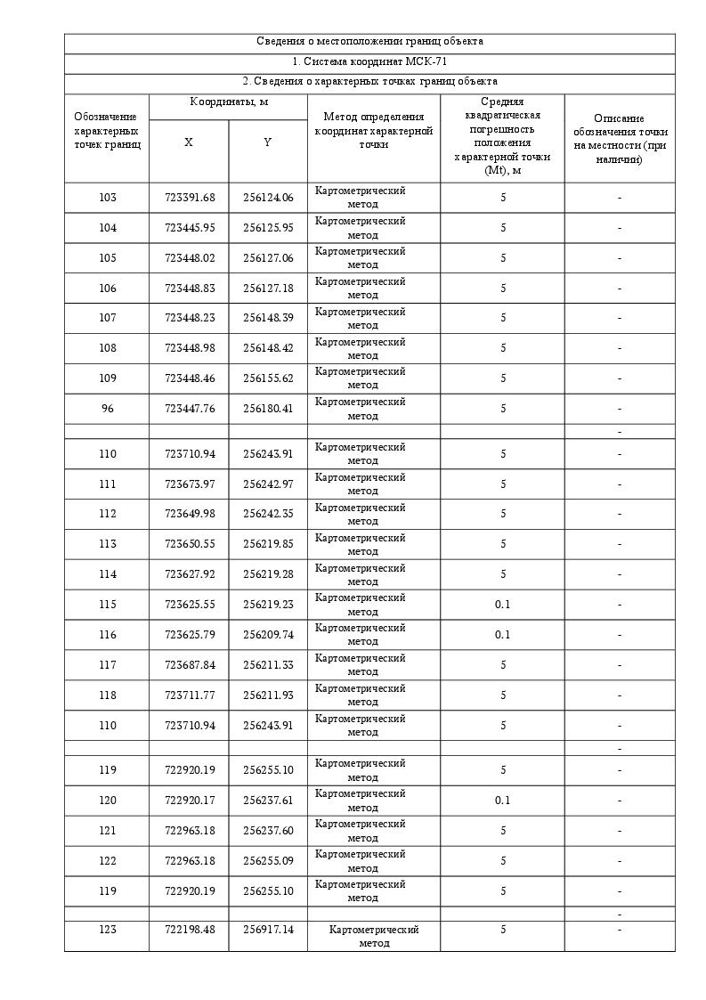 Сведения о местоположении границ объекта
1. Система координат МСК-71
2. Сведения о характерных точках границ объекта
Обозначение характерных точек границ
Координаты, м
X
Y
Метод определения координат характерной точки
Средняя квадратическая погрешность положения характерной точки (Mt), м
Описание обозначения точки на местности (при наличии)
103 723391.68 256124.06 Картометрический метод 5 -
104 723445.95 256125.95 Картометрический метод 5 -
105 723448.02 256127.06 Картометрический метод 5 -
106 723448.83 256127.18 Картометрический метод 5 -
107 723448.23 256148.39 Картометрический метод 5 -
108 723448.98 256148.42 Картометрический метод 5 -
109 723448.46 256155.62 Картометрический метод 5 -
96 723447.76 256180.41 Картометрический метод 5 -
-
110 723710.94 256243.91 Картометрический метод 5 -
111 723673.97 256242.97 Картометрический метод 5 -
112 723649.98 256242.35 Картометрический метод 5 -
113 723650.55 256219.85 Картометрический метод 5 -
114 723627.92 256219.28 Картометрический метод 5 -
115 723625.55 256219.23 Картометрический метод 0.1 -
116 723625.79 256209.74 Картометрический метод 0.1 -
117 723687.84 256211.33 Картометрический метод 5 -
118 723711.77 256211.93 Картометрический метод 5 -
110 723710.94 256243.91 Картометрический метод 5 -
-
119 722920.19 256255.10 Картометрический метод 5 -
120 722920.17 256237.61 Картометрический метод 0.1 -
121 722963.18 256237.60 Картометрический метод 5 -
122 722963.18 256255.09 Картометрический метод 5 -
119 722920.19 256255.10 Картометрический метод 5 -
-
123 722198.48 256917.14 Картометрический метод 5 -